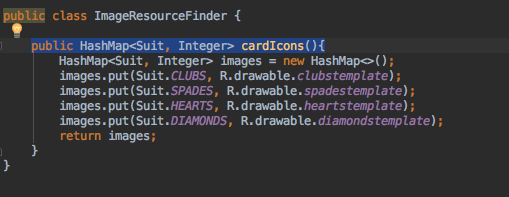 public class ImageResourceFinder {
public HashMap<Suit, Integer> cardIcons(){
HashMap<Suit, Integer> images = new HashMap<>();
images.put(Suit.CLUBS, R.drawable.clubstemplate);
images.put(Suit.SPADES, R.drawable.spadestemplate);
images.put(Suit.HEARTS, R.drawable.heartstemplate);
images.put(Suit.DIAMONDS, R.drawable.diamondstemplate);
return images;
}
}